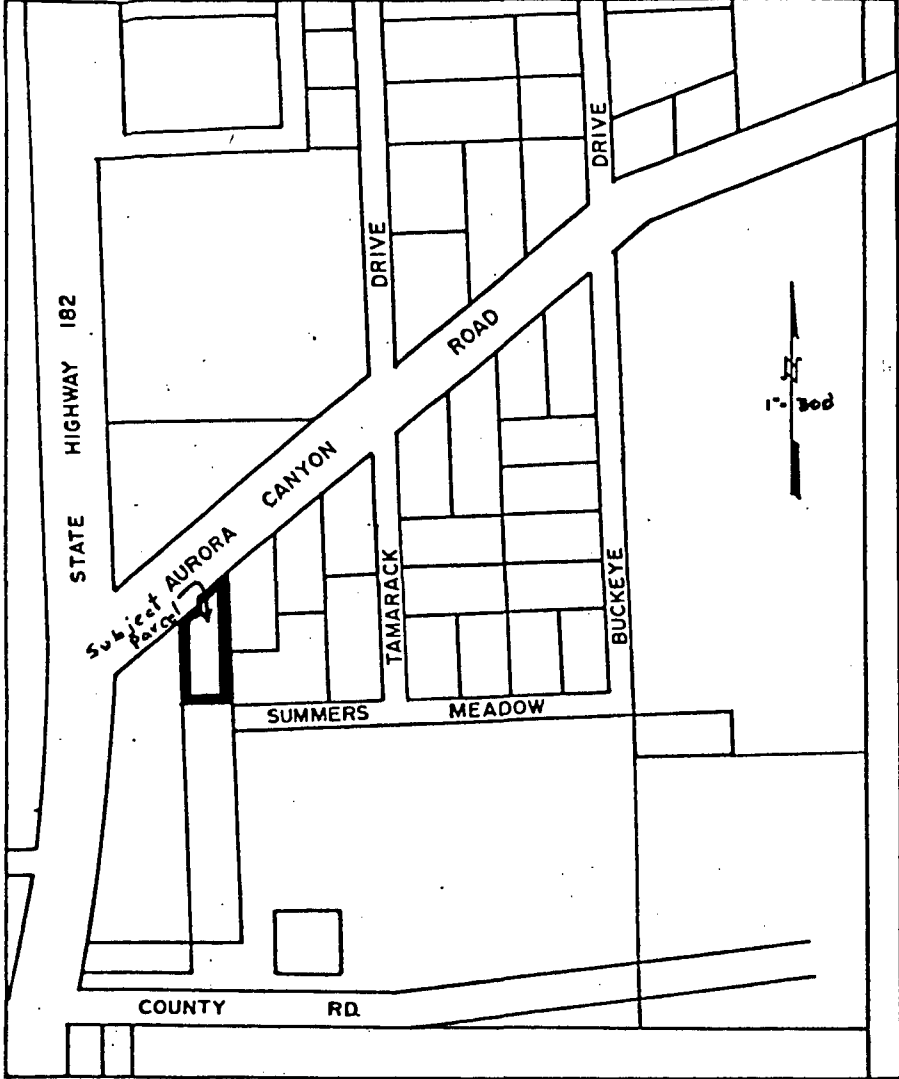 DRIVE
DRIVE
STATE HIGHWAY 182
ROAD
1"= 300
AURORA CANYON
Subject
Parcel
TAMARACK
BUCKEYE
SUMMERS MEADOW
COUNTY RD.